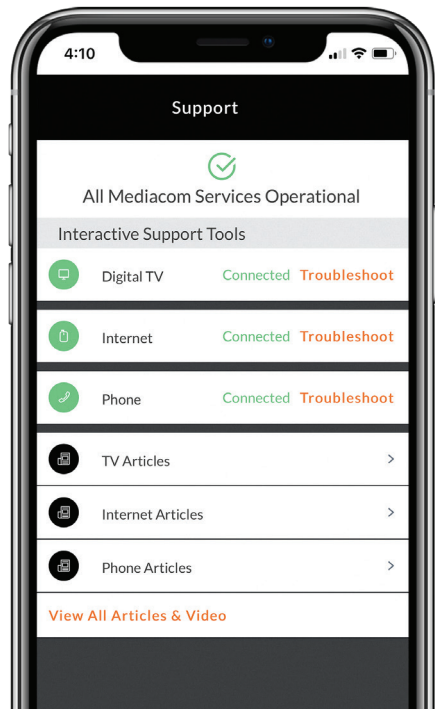 4:10
Support
All Mediacom Services Operational
Interactive Support Tools
Digital TV Connected Troubleshoot
Internet Connected Troubleshoot
Phone Connected Troubleshoot
TV Articles
Internet Articles
Phone Articles
View All Articles & Video